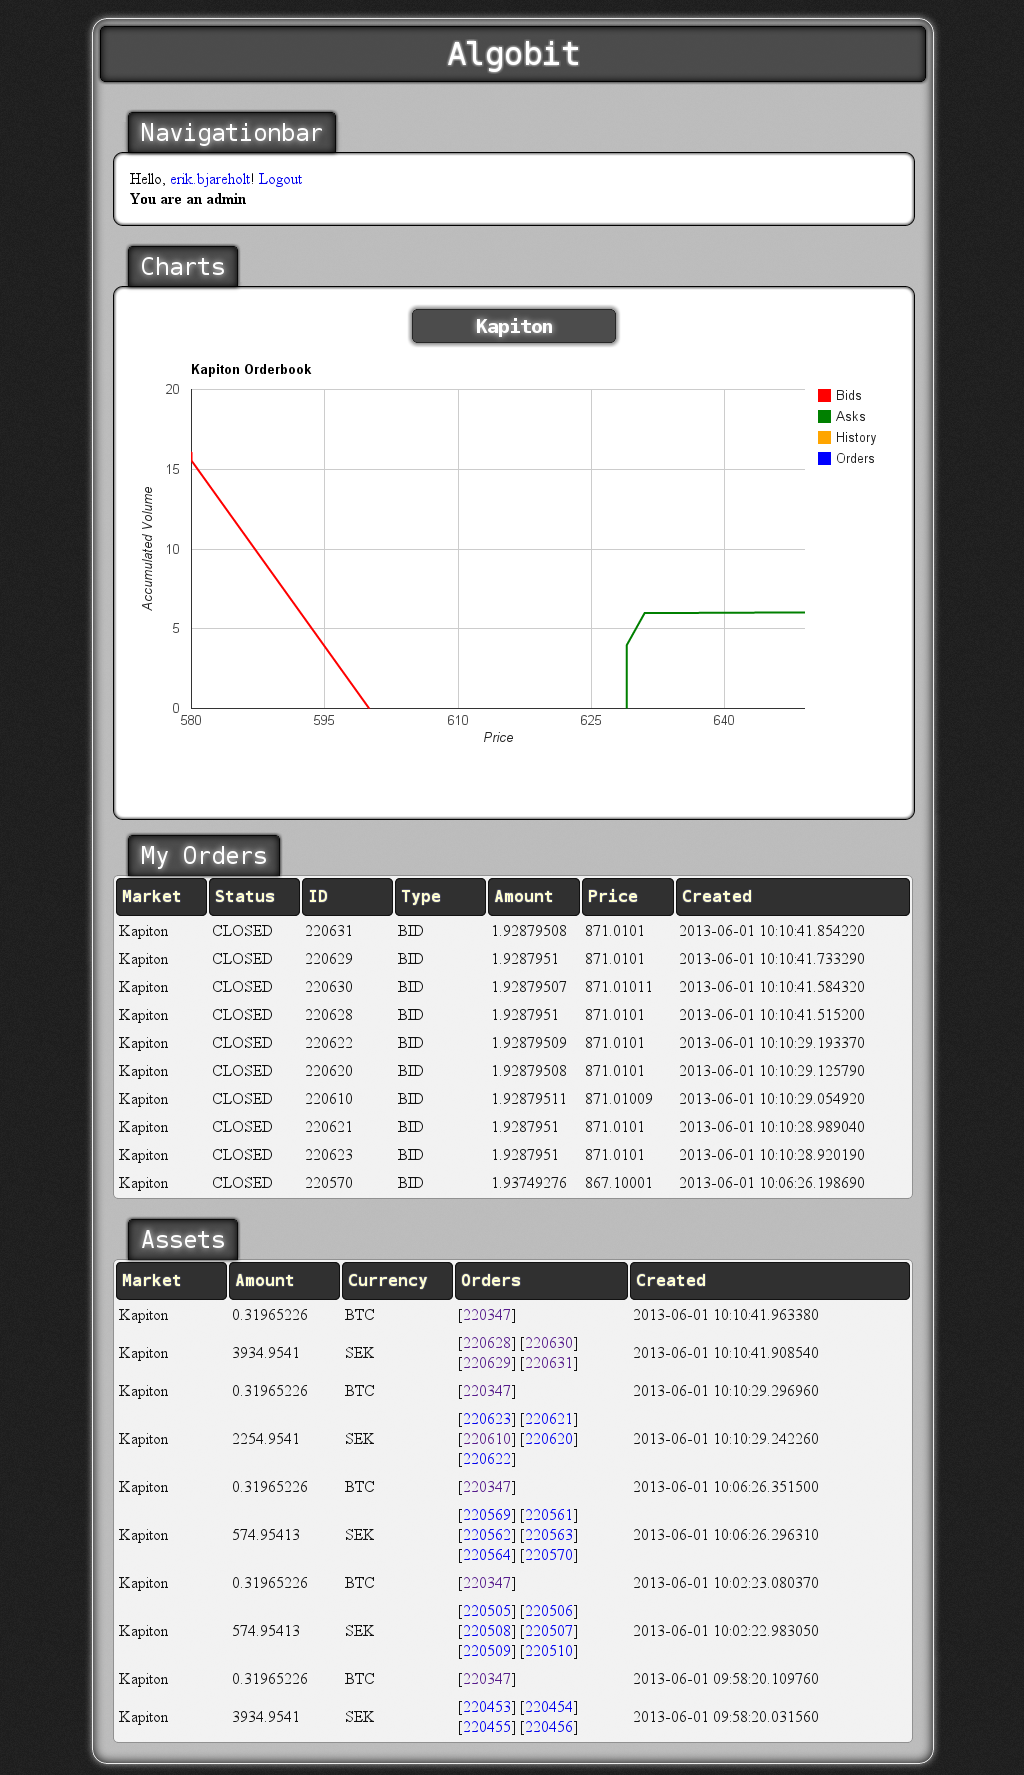 Algobit
Navigationbar
Hello, erik.bjareholt! Logout
You are an admin
Charts
Kapiton
Kapiton Orderbook
20
15
10
5
0
Accumulated Volume
580 595 610 625 640
Price
Bids
Asks
History
Orders
My Orders
Market Status ID Type Amount Price Created
Kapiton CLOSED 220631 BID 1.92879508 871.0101 2013-06-01 10:10:41.854220
Kapiton CLOSED 220629 BID 1.9287951 871.0101 2013-06-01 10:10:41.733290
Kapiton CLOSED 220630 BID 1.92879507 871.01011 2013-06-01 10:10:41.584320
Kapiton CLOSED 220628 BID 1.9287951 871.0101 2013-06-01 10:10:41.515200
Kapiton CLOSED 220622 BID 1.92879509 871.0101 2013-06-01 10:10:29.193370
Kapiton CLOSED 220620 BID 1.92879508 871.0101 2013-06-01 10:10:29.125790
Kapiton CLOSED 220610 BID 1.92879511 871.01009 2013-06-01 10:10:29.054920
Kapiton CLOSED 220621 BID 1.9287951 871.0101 2013-06-01 10:10:28.989040
Kapiton CLOSED 220623 BID 1.9287951 871.0101 2013-06-01 10:10:28.920190
Kapiton CLOSED 220570 BID 1.93749276 867.10001 2013-06-01 10:06:26.198690
Assets
Market Amount Currency Orders Created
Kapiton 0.31965226 BTC [220347] 2013-06-01 10:10:41.963380
[220628] [220630]
Kapiton 3934.9541 SEK 2013-06-01 10:10:41.908540
[220629] [220631]
Kapiton 0.31965226 BTC [220347] 2013-06-01 10:10:29.296960
[220623] [220621]
Kapiton 2254.9541 SEK [220610] [220620] 2013-06-01 10:10:29.242260
[220622]
Kapiton 0.31965226 BTC [220347] 2013-06-01 10:06:26.351500
[220569] [220561]
Kapiton 574.95413 SEK [220562] [220563] 2013-06-01 10:06:26.296310
[220564] [220570]
Kapiton 0.31965226 BTC [220347] 2013-06-01 10:02:23.080370
[220505] [220506]
Kapiton 574.95413 SEK [220508] [220507] 2013-06-01 10:02:22.983050
[220509] [220510]
Kapiton 0.31965226 BTC [220347] 2013-06-01 09:58:20.109760
[220453] [220454]
Kapiton 3934.9541 SEK 2013-06-01 09:58:20.031560
[220455] [220456]